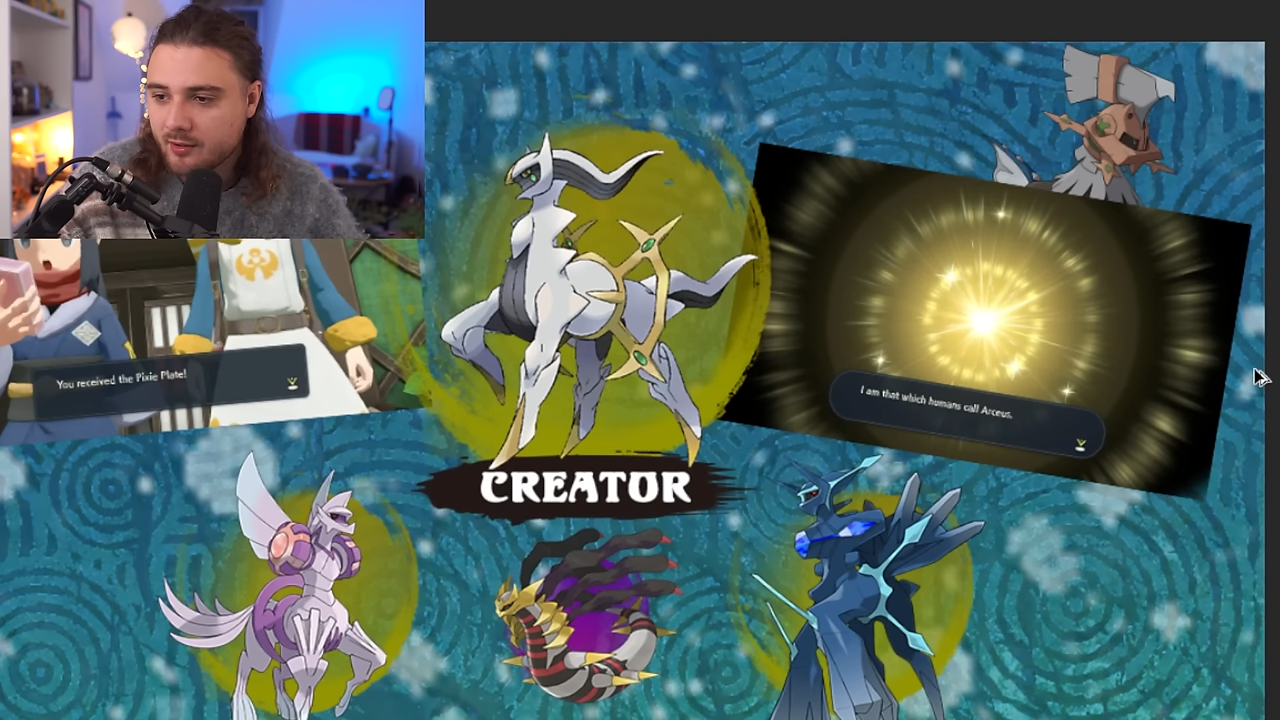 You received the Pixie Plate!
I am that which humans call Arceus.
CREATOR